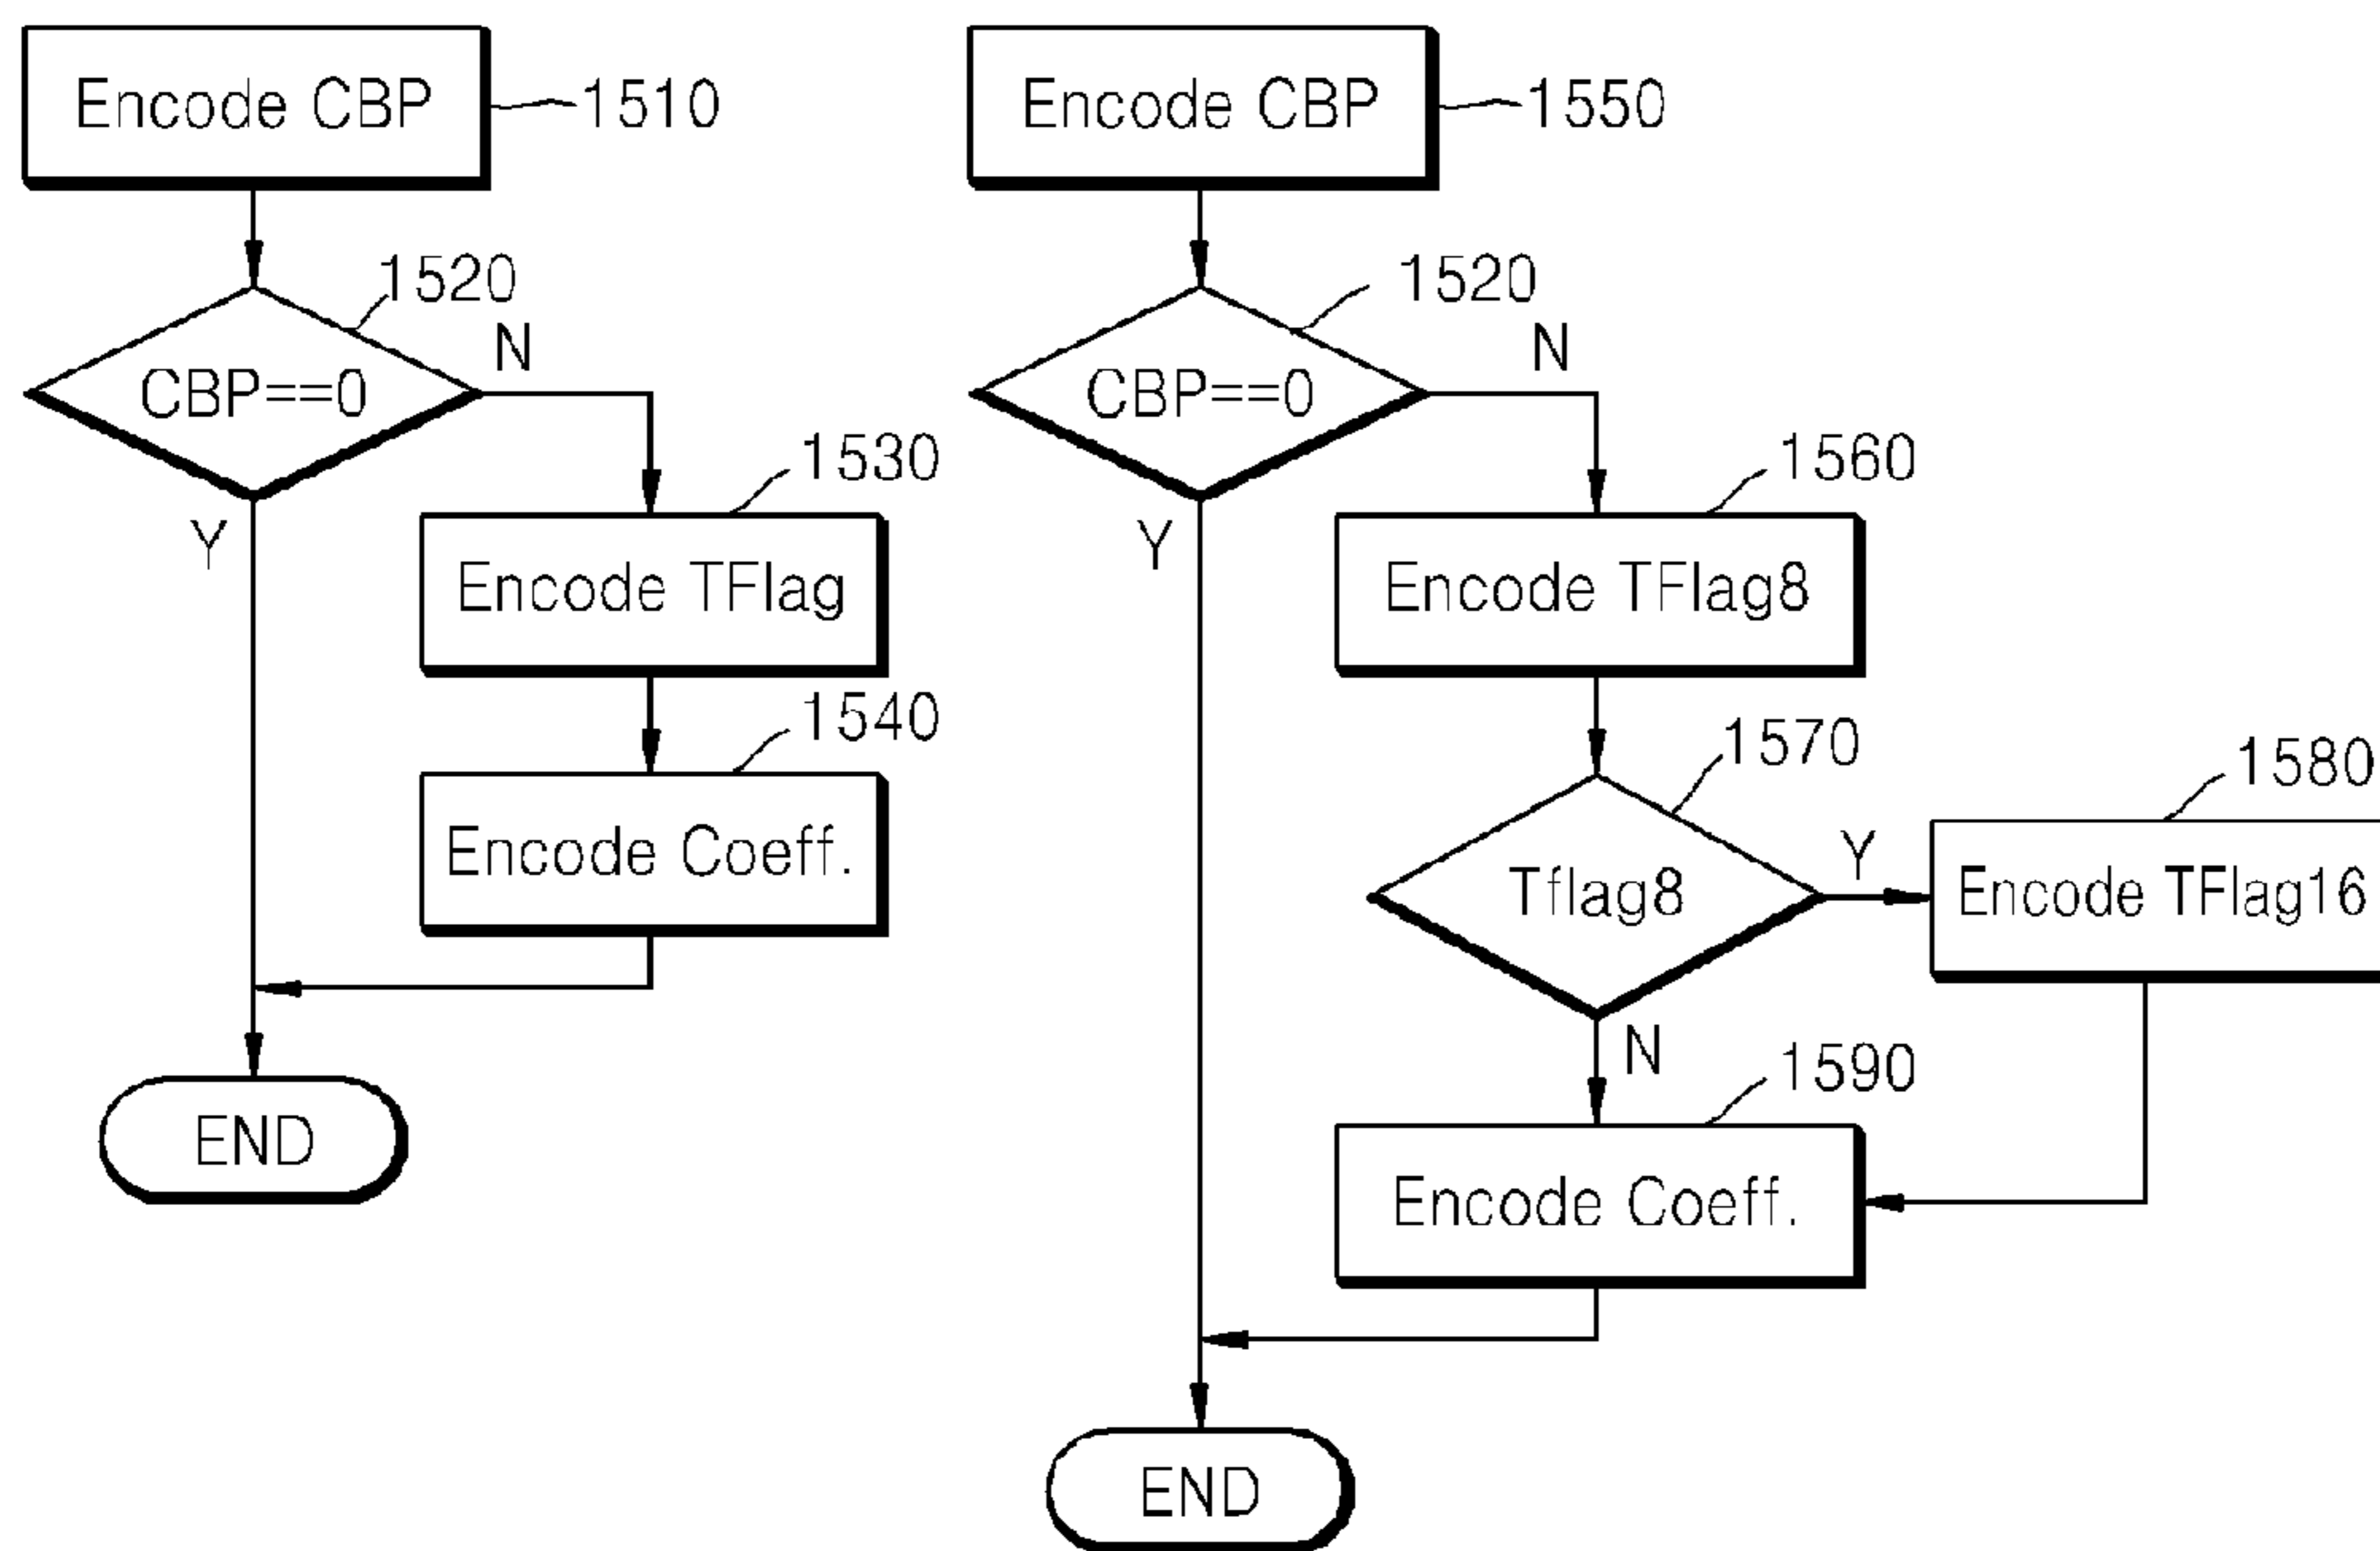 Encode CBP
1510
1520
CBP==0
N
Y
1530
Encode TFlag
1540
Encode Coeff.
END
Encode CBP
1550
1520
CBP==0
N
Y
1560
Encode TFlag8
1570
Tflag8
Y
1580
Encode TFlag16
N
1590
Encode Coeff.
END